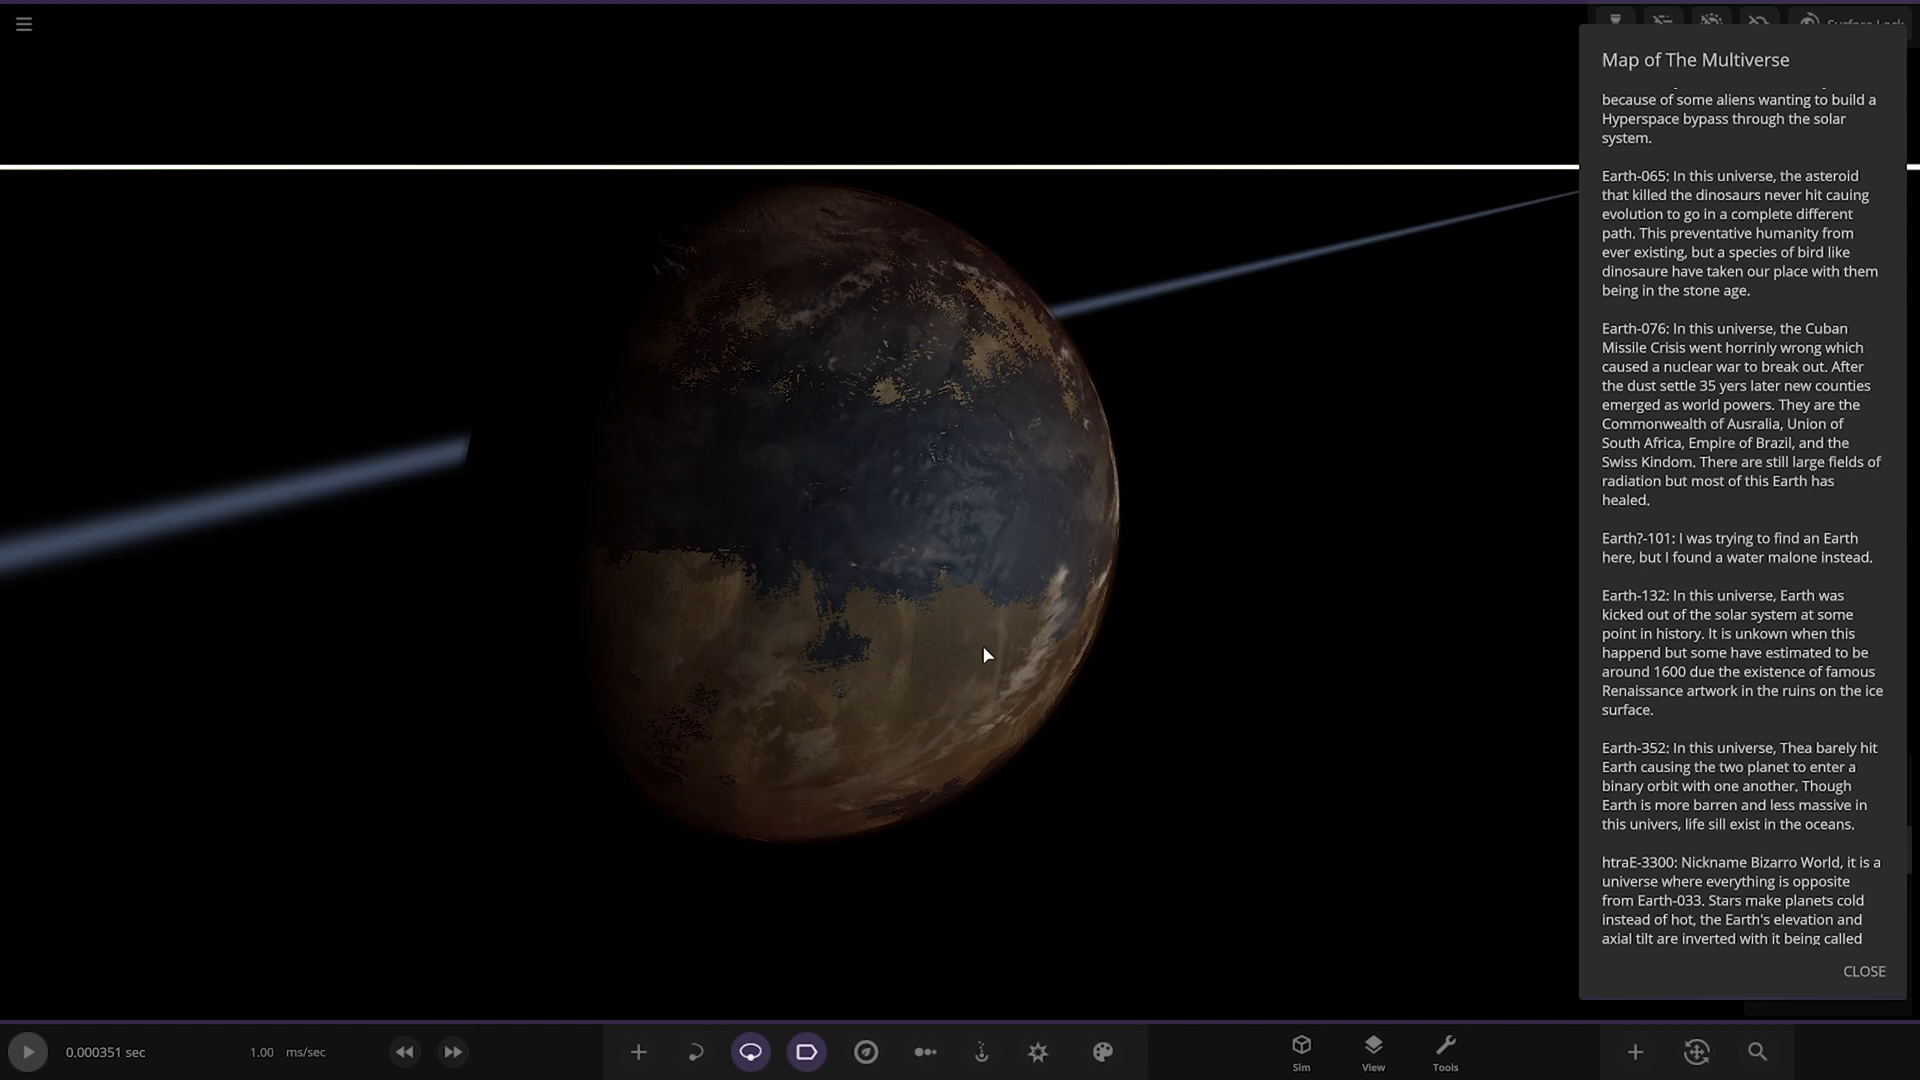 Surface Lock
Map of The Multiverse
because of some aliens wanting to build a
Hyperspace bypass through the solar
system.
Earth-065: In this universe, the asteroid
that killed the dinosaurs never hit cauing
evolution to go in a complete different
path. This preventative humanity from
ever existing, but a species of bird like
dinosaure have taken our place with them
being in the stone age.
Earth-076: In this universe, the Cuban
Missile Crisis went horrinly wrong which
caused a nuclear war to break out. After
the dust settle 35 yers later new counties
emerged as world powers. They are the
Commonwealth of Ausralia, Union of
South Africa, Empire of Brazil, and the
Swiss Kindom. There are still large fields of
radiation but most of this Earth has
healed.
Earth?-101: I was trying to find an Earth
here, but I found a water malone instead.
Earth-132: In this universe, Earth was
kicked out of the solar system at some
point in history. It is unkown when this
happend but some have estimated to be
around 1600 due the existence of famous
Renaissance artwork in the ruins on the ice
surface.
Earth-352: In this universe, Thea barely hit
Earth causing the two planet to enter a
binary orbit with one another. Though
Earth is more barren and less massive in
this univers, life sill exist in the oceans.
htraE-3300: Nickname Bizarro World, it is a
universe where everything is opposite
from Earth-033. Stars make planets cold
instead of hot, the Earth's elevation and
axial tilt are inverted with it being called
CLOSE
0.000351 sec
1.00 ms/sec
Sim
View
Tools